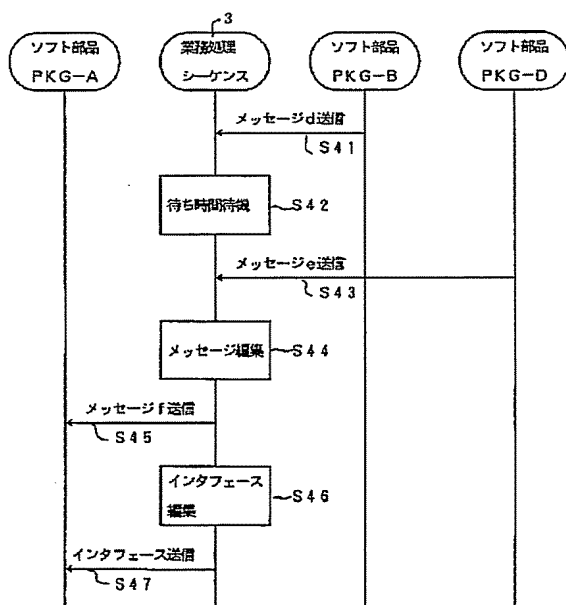 3
ソフト部品
PKG-A
業務処理
シーケンス
ソフト部品
PKG-B
ソフト部品
PKG-D
メッセージd送信
S41
待ち時間待機
S42
メッセージe送信
S43
メッセージ編集
S44
メッセージf送信
S45
インタフェース
編集
S46
インタフェース送信
S47